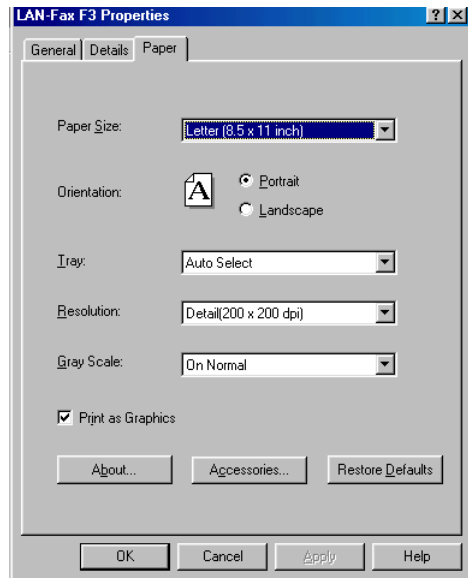 LAN-Fax F3 Properties
General Details Paper
Paper Size: Letter (8.5 x 11 inch)
Orientation: A Portrait
Landscape
Tray: Auto Select
Resolution: Detail(200 x 200 dpi)
Gray Scale: On Normal
Print as Graphics
About... Accessories... Restore Defaults
OK Cancel Apply Help